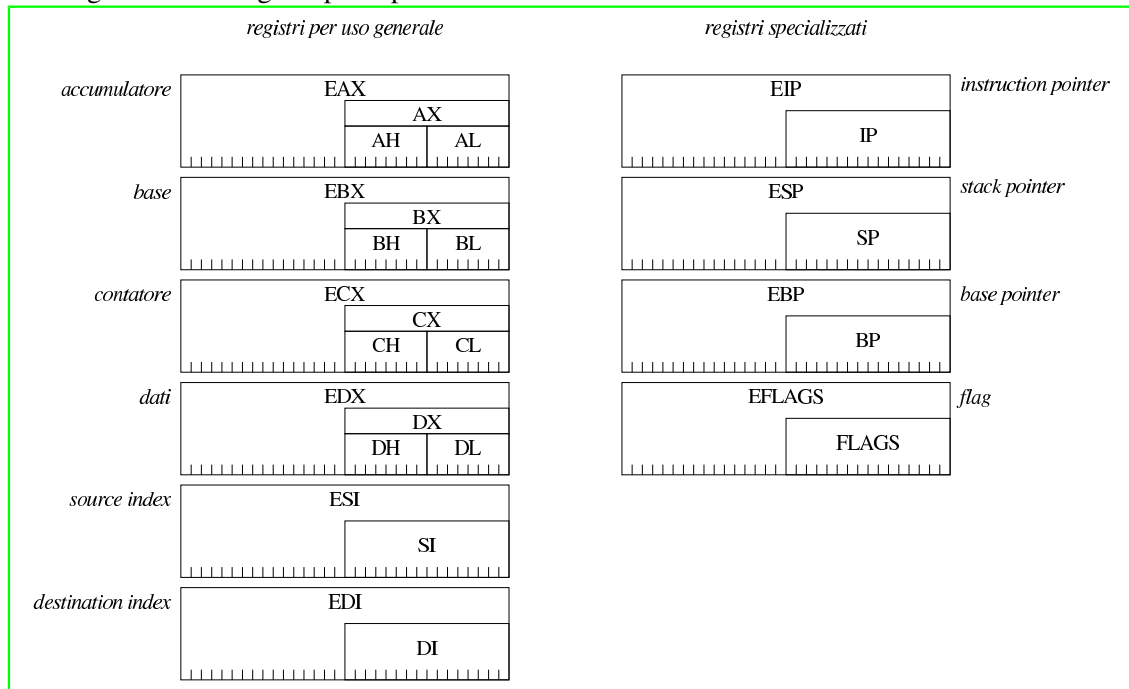 registri per uso generale
registri specializzati
accumulatore
EAX
AX
AH
AL
base
EBX
BX
BH
BL
contatore
ECX
CX
CH
CL
dati
EDX
DX
DH
DL
source index
ESI
SI
destination index
EDI
DI
EIP
instruction pointer
IP
ESP
stack pointer
SP
EBP
base pointer
BP
EFLAGS
flag
FLAGS